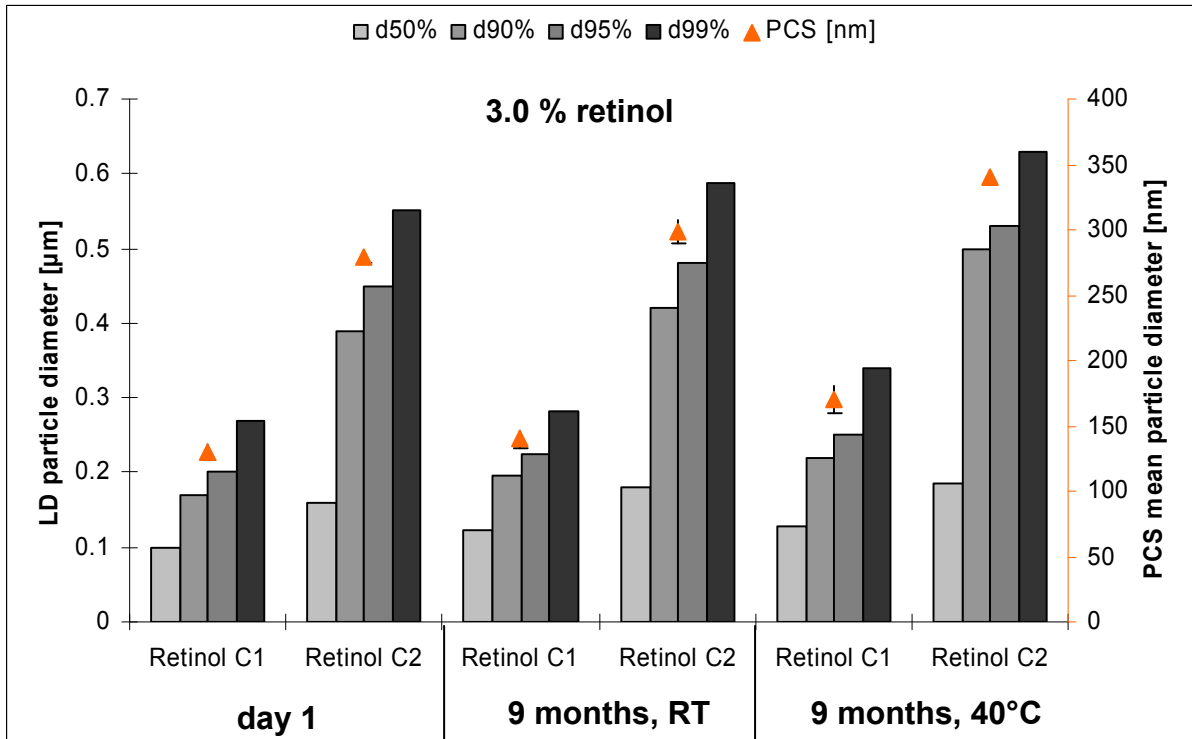 d50% d90% d95% d99% PCS [nm]
3.0 % retinol
LD particle diameter [µm]
0.7
0.6
0.5
0.4
0.3
0.2
0.1
0
400
350
300
250
200
150
100
50
0
PCS mean particle diameter [nm]
Retinol C1 Retinol C2 Retinol C1 Retinol C2 Retinol C1 Retinol C2
day 1 9 months, RT 9 months, 40°C